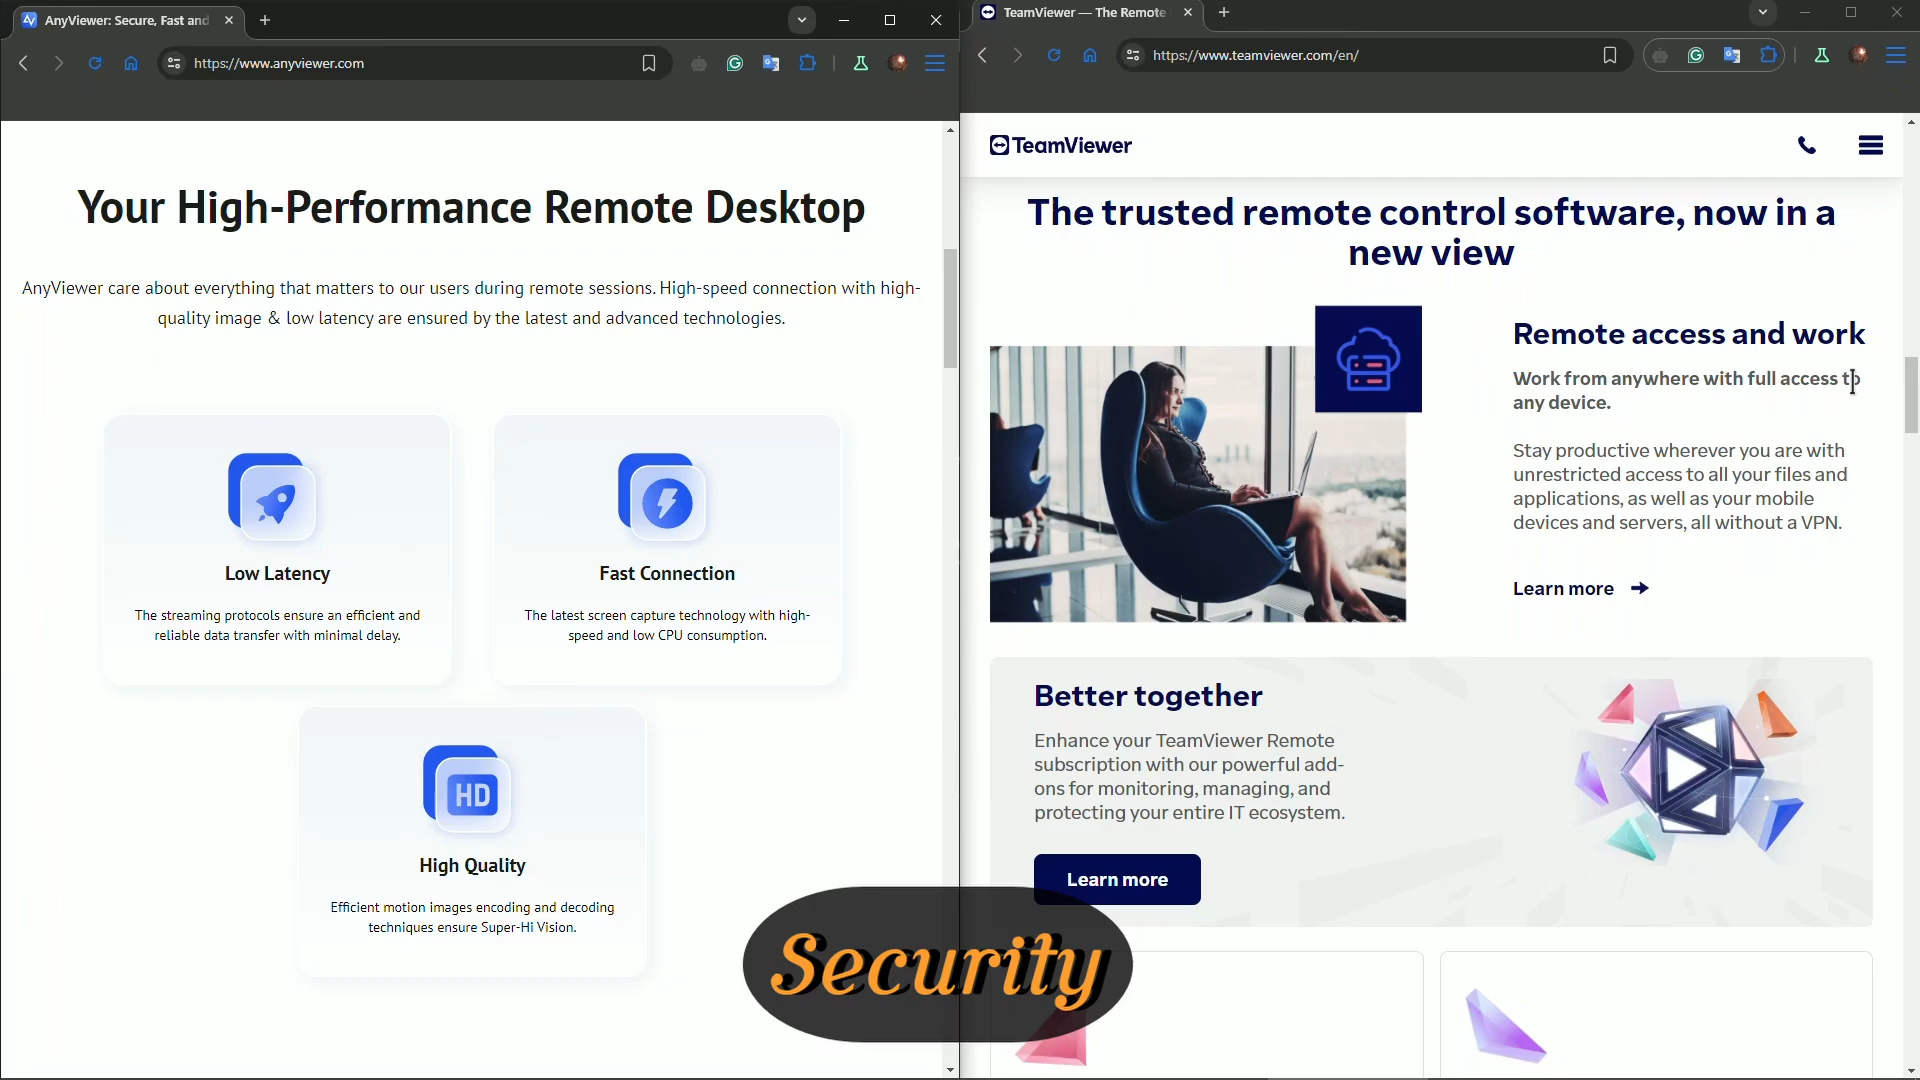 AnyViewer: Secure, Fast and
https://www.anyviewer.com
Your High-Performance Remote Desktop
AnyViewer care about everything that matters to our users during remote sessions. High-speed connection with high-
quality image & low latency are ensured by the latest and advanced technologies.
Low Latency
The streaming protocols ensure an efficient and
reliable data transfer with minimal delay.
Fast Connection
The latest screen capture technology with high-
speed and low CPU consumption.
HD
High Quality
Efficient motion images encoding and decoding
techniques ensure Super-Hi Vision.
TeamViewer — The Remote
https://www.teamviewer.com/en/
TeamViewer
The trusted remote control software, now in a
new view
Remote access and work
Work from anywhere with full access to
any device.
Stay productive wherever you are with
unrestricted access to all your files and
applications, as well as your mobile
devices and servers, all without a VPN.
Learn more
Better together
Enhance your TeamViewer Remote
subscription with our powerful add-
ons for monitoring, managing, and
protecting your entire IT ecosystem.
Learn more
Security